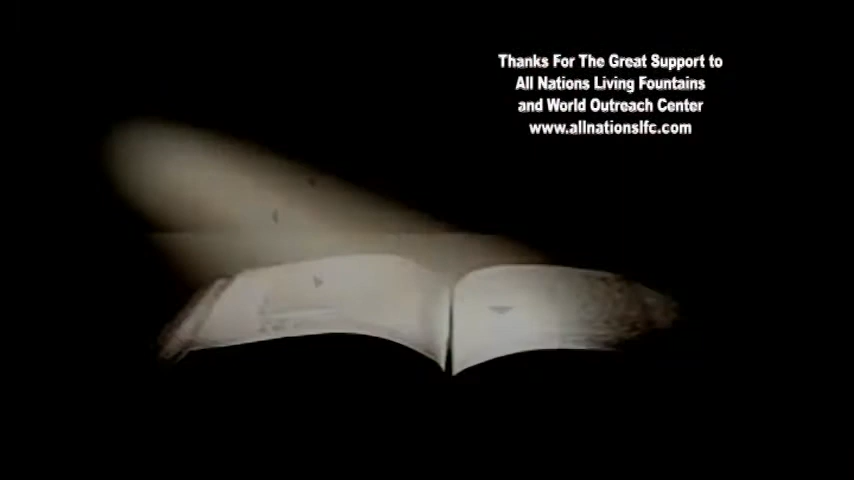 Thanks For The Great Support to
All Nations Living Fountains
and World Outreach Center
www.allnationslfc.com